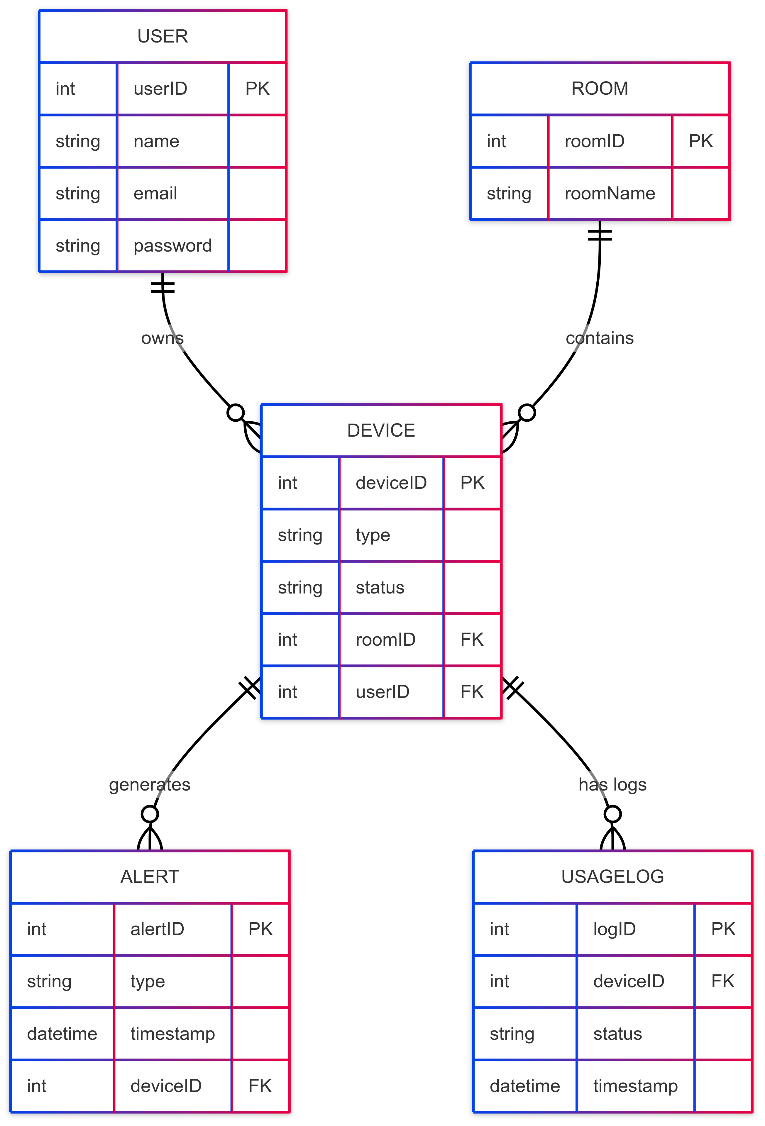 USER
int userID PK
string name
string email
string password
ROOM
int roomID PK
string roomName
owns
contains
DEVICE
int deviceID PK
string type
string status
int roomID FK
int userID FK
generates
has logs
ALERT
int alertID PK
string type
datetime timestamp
int deviceID FK
USAGELOG
int logID PK
int deviceID FK
string status
datetime timestamp